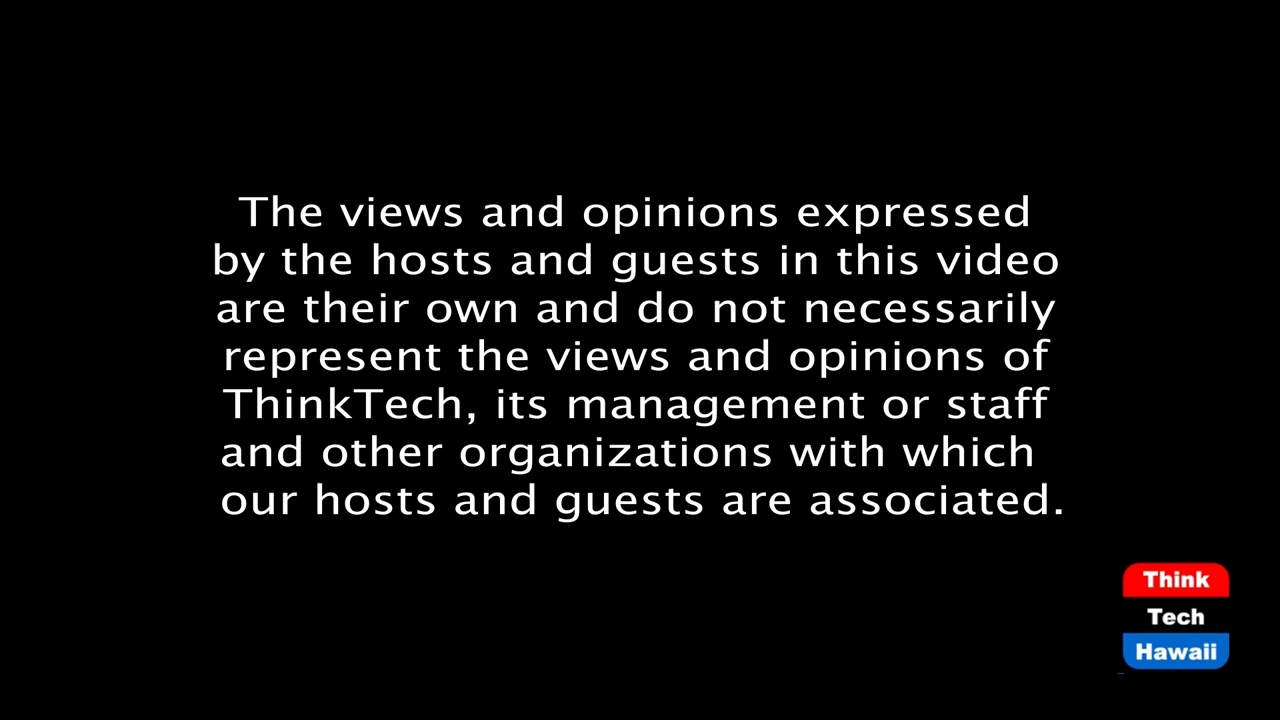 The views and opinions expressed
by the hosts and guests in this video
are their own and do not necessarily
represent the views and opinions of
ThinkTech, its management or staff
and other organizations with which
our hosts and guests are associated.
Think
Tech
Hawaii